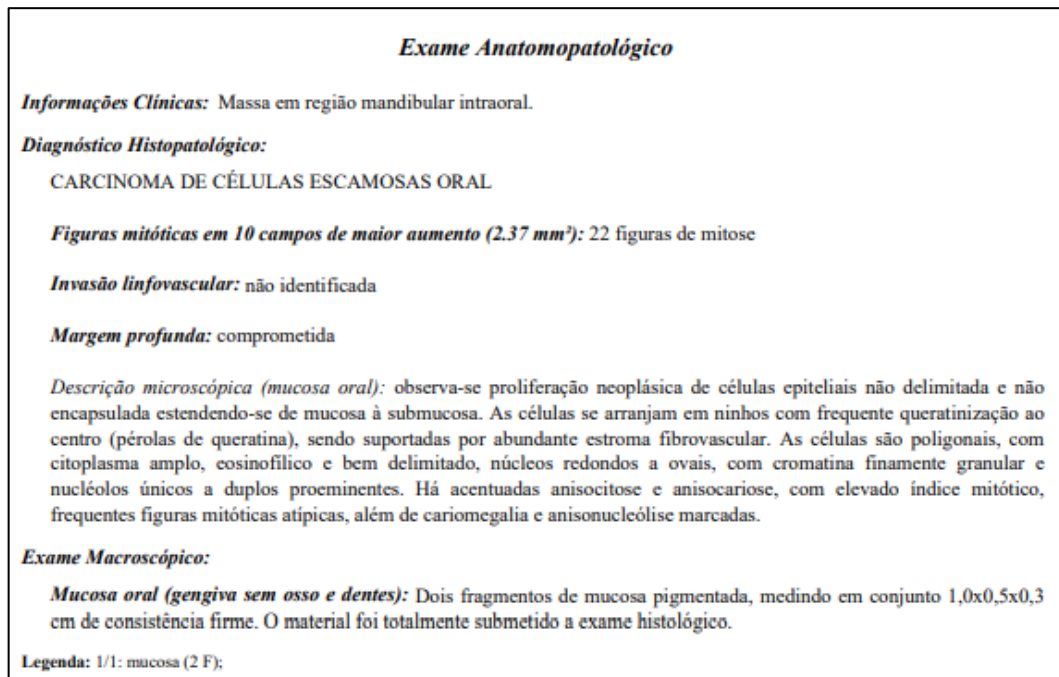 Exame Anatomopatológico
Informações Clínicas: Massa em região mandibular intraoral.
Diagnóstico Histopatológico:
CARCINOMA DE CÉLULAS ESCAMOSAS ORAL
Figuras mitóticas em 10 campos de maior aumento (2.37 mm²): 22 figuras de mitose
Invasão linfovascular: não identificada
Margem profunda: comprometida
Descrição microscópica (mucosa oral): observa-se proliferação neoplásica de células epiteliais não delimitada e não
encapsulada estendendo-se de mucosa à submucosa. As células se arranjam em ninhos com frequente queratinização ao
centro (pérolas de queratina), sendo suportadas por abundante estroma fibrovascular. As células são poligonais, com
citoplasma amplo, eosinofílico e bem delimitado, núcleos redondos a ovais, com cromatina finamente granular e
nucléolos únicos a duplos proeminentes. Há acentuadas anisocitose e anisocariose, com elevado índice mitótico,
frequentes figuras mitóticas atípicas, além de cariomegalia e anisonucleólise marcadas.
Exame Macroscópico:
Mucosa oral (gengiva sem osso e dentes): Dois fragmentos de mucosa pigmentada, medindo em conjunto 1,0x0,5x0,3
cm de consistência firme. O material foi totalmente submetido a exame histológico.
Legenda: 1/1: mucosa (2 F);